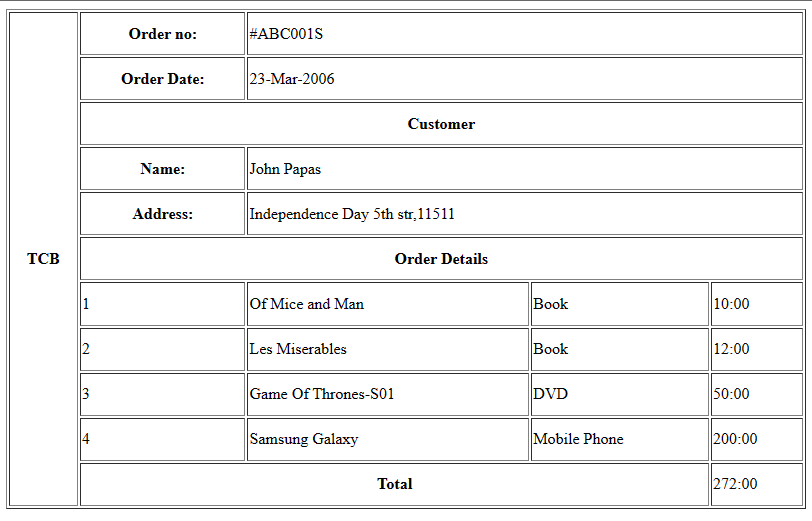 TCB
Order no: #ABC001S
Order Date: 23-Mar-2006
Customer
Name: John Papas
Address: Independence Day 5th str,11511
Order Details
1 Of Mice and Man Book 10:00
2 Les Miserables Book 12:00
3 Game Of Thrones-S01 DVD 50:00
4 Samsung Galaxy Mobile Phone 200:00
Total 272:00